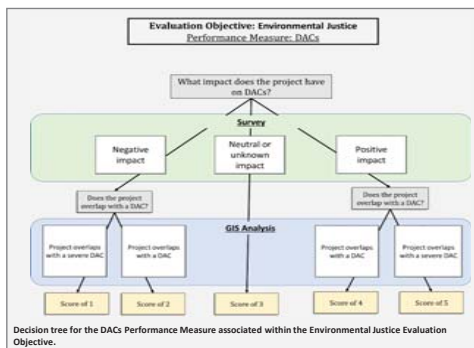 Evaluation Objective: Environmental Justice
Performance Measure: DACs
What impact does the project have
on DACs?
Survey
Negative
impact
Neutral or
unknown
impact
Positive
impact
Does the project
overlap with a DAC?
Does the project
overlap with a DAC?
GIS Analysis
Project overlaps
with a severe DAC
Project overlaps
with a DAC
Project overlaps
with a DAC
Project overlaps
with a severe DAC
Score of 1
Score of 2
Score of 3
Score of 4
Score of 5
Decision tree for the DACs Performance Measure associated within the Environmental Justice Evaluation
Objective.